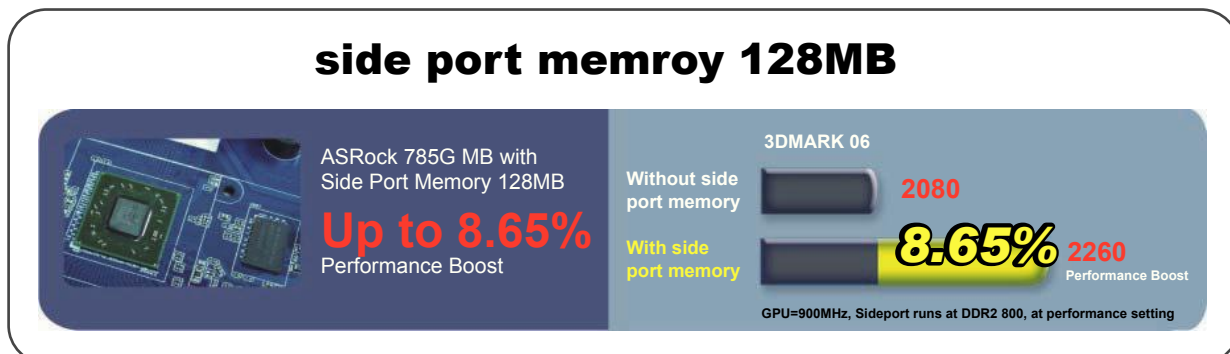 side port memroy 128MB
ASRock 785G MB with
Side Port Memory 128MB
Up to 8.65%
Performance Boost
3DMARK 06
Without side
port memory
2080
With side
port memory
8.65%
2260
Performance Boost
GPU=900MHz, Sideport runs at DDR2 800, at performance setting